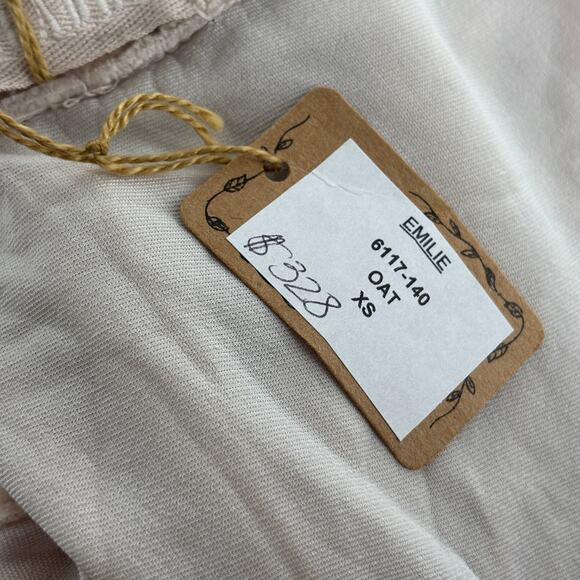 EMILIE
6117-140
OAT
XS
$328